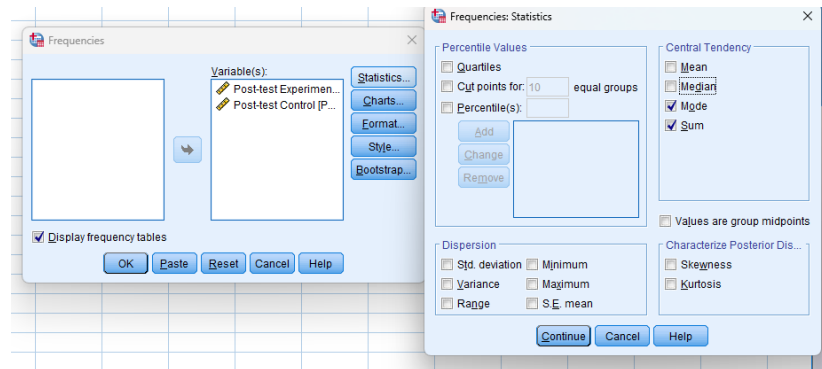 Frequencies
Variable(s):
Post-test Experimen...
Post-test Control [P...
Statistics...
Charts...
Format...
Style...
Bootstrap...
Display frequency tables
OK Paste Reset Cancel Help
Frequencies: Statistics
Percentile Values
Quartiles
Cut points for: 10 equal groups
Percentile(s):
Add
Change
Remove
Central Tendency
Mean
Median
Mode
Sum
Values are group midpoints
Dispersion
Std. deviation Minimum
Variance Maximum
Range S.E. mean
Characterize Posterior Dis...
Skewness
Kurtosis
Continue Cancel Help